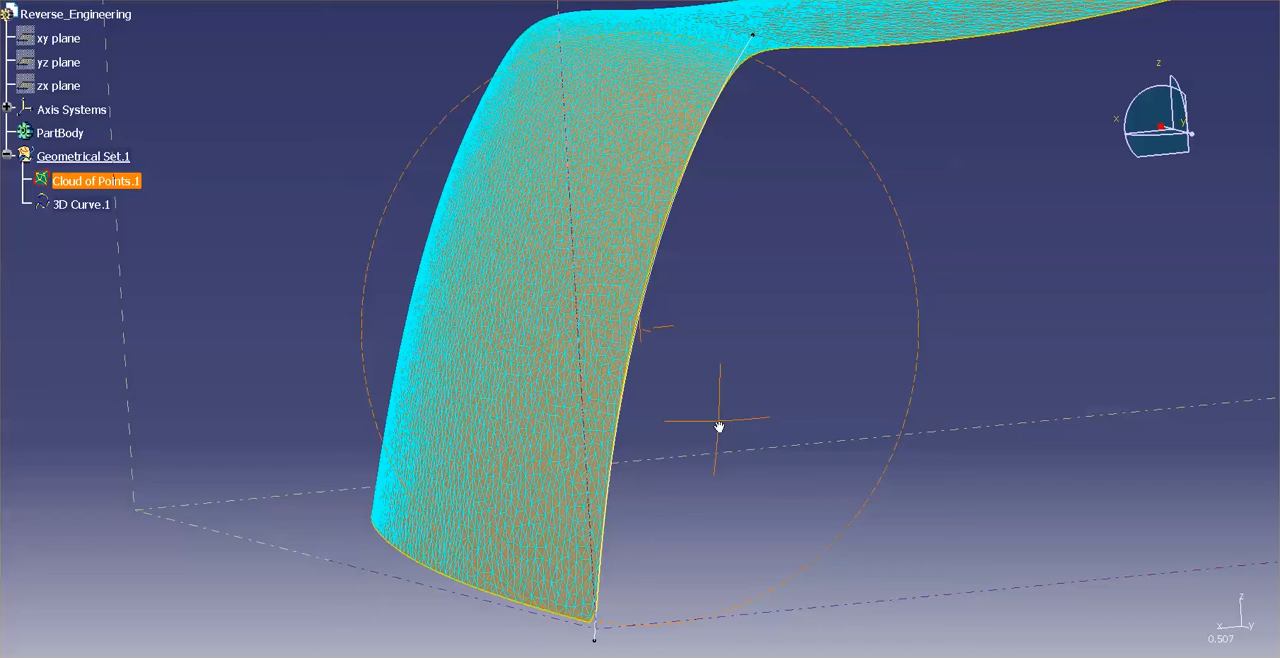 Reverse_Engineering
xy plane
yz plane
zx plane
Axis Systems
PartBody
Geometrical Set.1
Cloud of Points.1
3D Curve.1
z
x
y
z
x
y
0.507